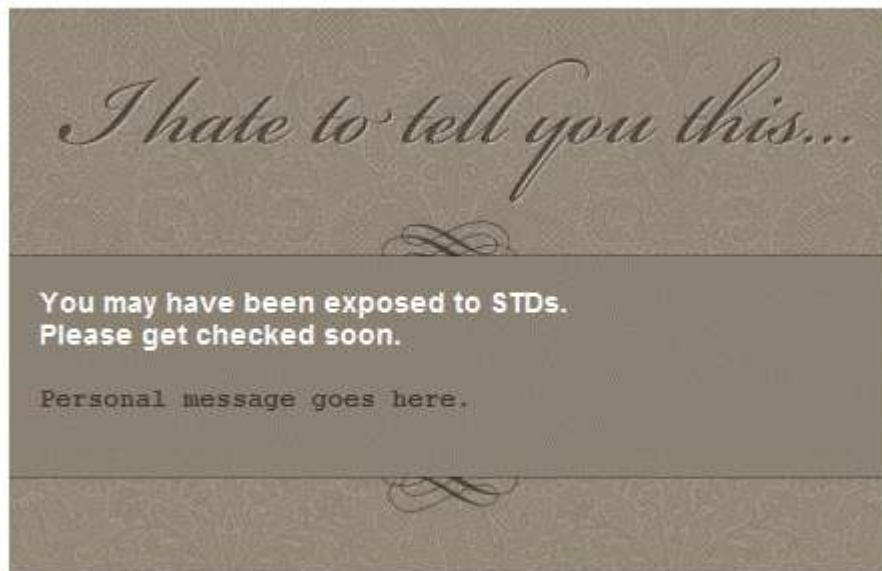 I hate to tell you this...
You may have been exposed to STDs.
Please get checked soon.
Personal message goes here.